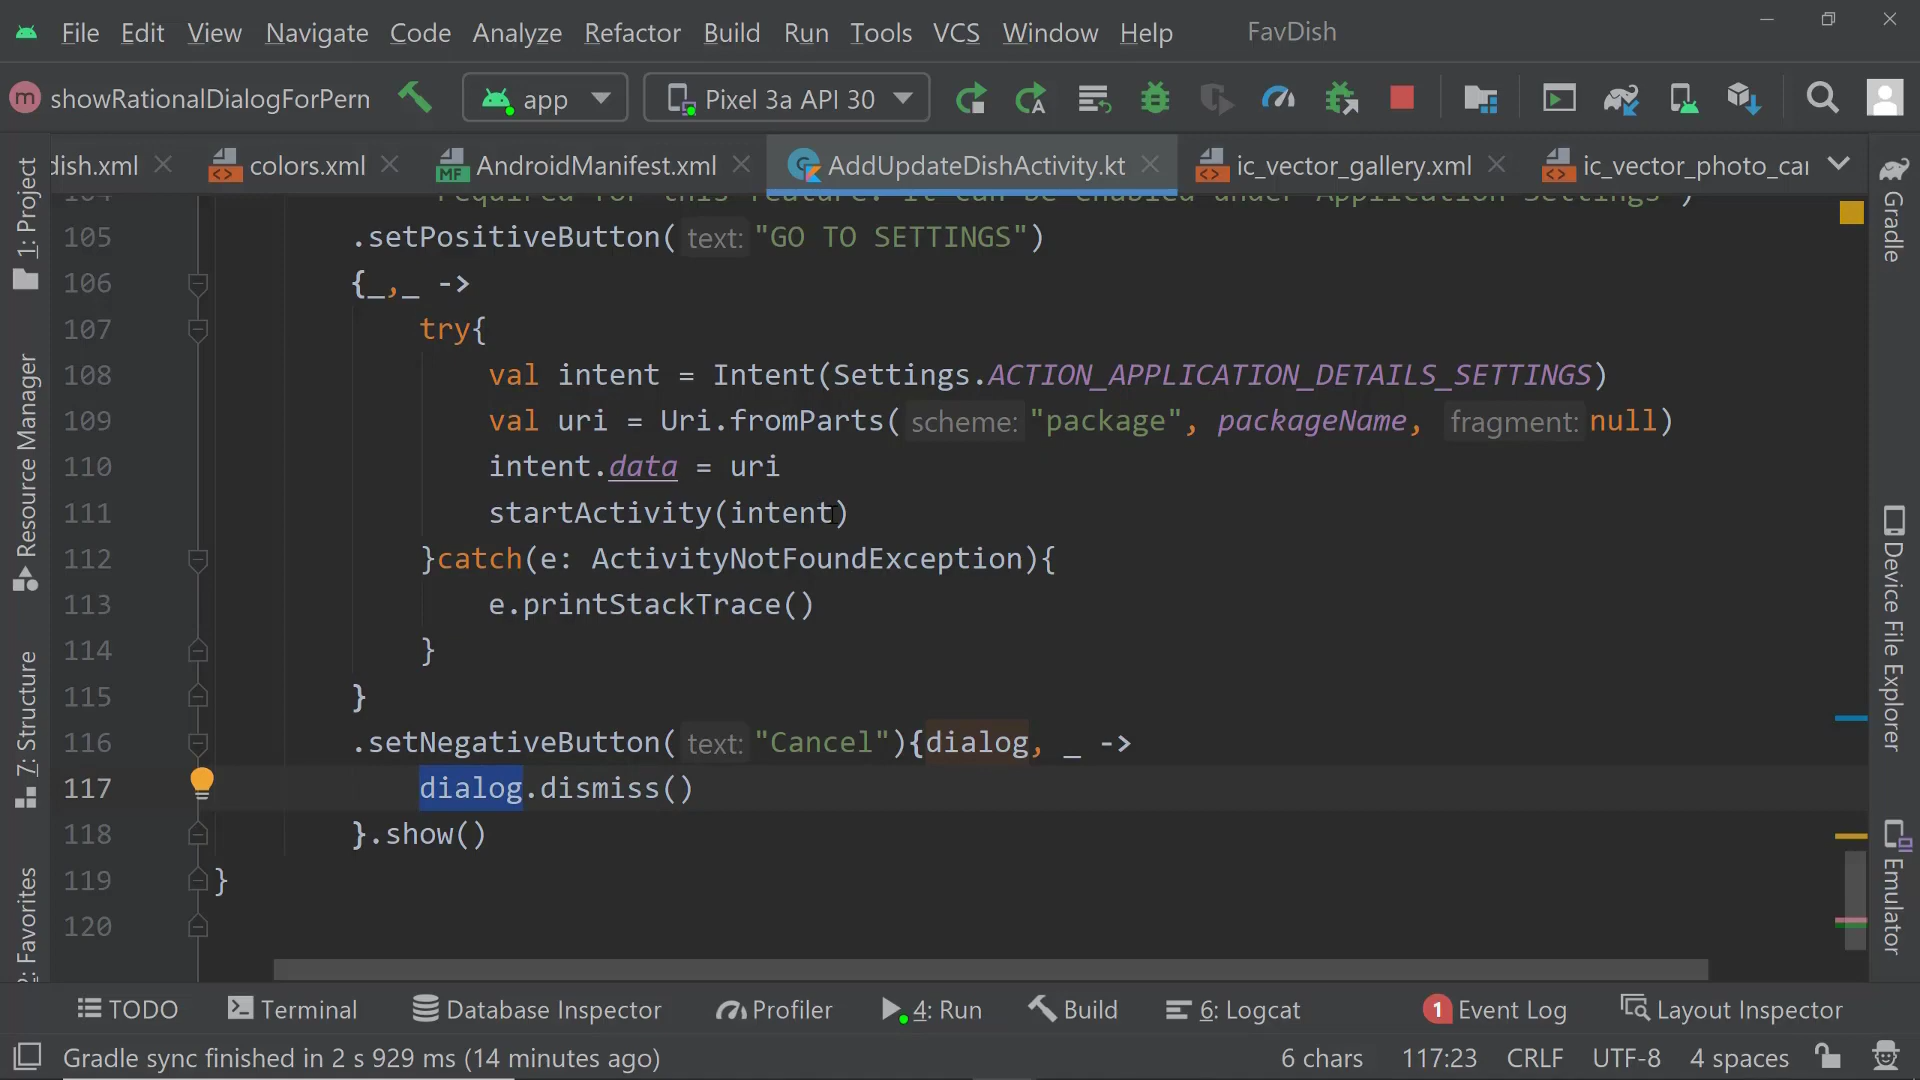 File Edit View Navigate Code Analyze Refactor Build Run Tools VCS Window Help FavDish
showRationalDialogForPern app Pixel 3a API 30
dish.xml colors.xml AndroidManifest.xml AddUpdateDishActivity.kt ic_vector_gallery.xml ic_vector_photo_car
105 .setPositiveButton( text: "GO TO SETTINGS")
106 {_,_ ->
107 try{
108 val intent = Intent(Settings.ACTION_APPLICATION_DETAILS_SETTINGS)
109 val uri = Uri.fromParts( scheme: "package", packageName, fragment: null)
110 intent.data = uri
111 startActivity(intent)
112 }catch(e: ActivityNotFoundException){
113 e.printStackTrace()
114 }
115 }
116 .setNegativeButton( text: "Cancel"){dialog, _ ->
117 dialog.dismiss()
118 }.show()
119 }
120
1: Project
Resource Manager
7: Structure
2: Favorites
Gradle
Device File Explorer
Emulator
TODO Terminal Database Inspector Profiler 4: Run Build 6: Logcat 1 Event Log Layout Inspector
Gradle sync finished in 2 s 929 ms (14 minutes ago) 6 chars 117:23 CRLF UTF-8 4 spaces